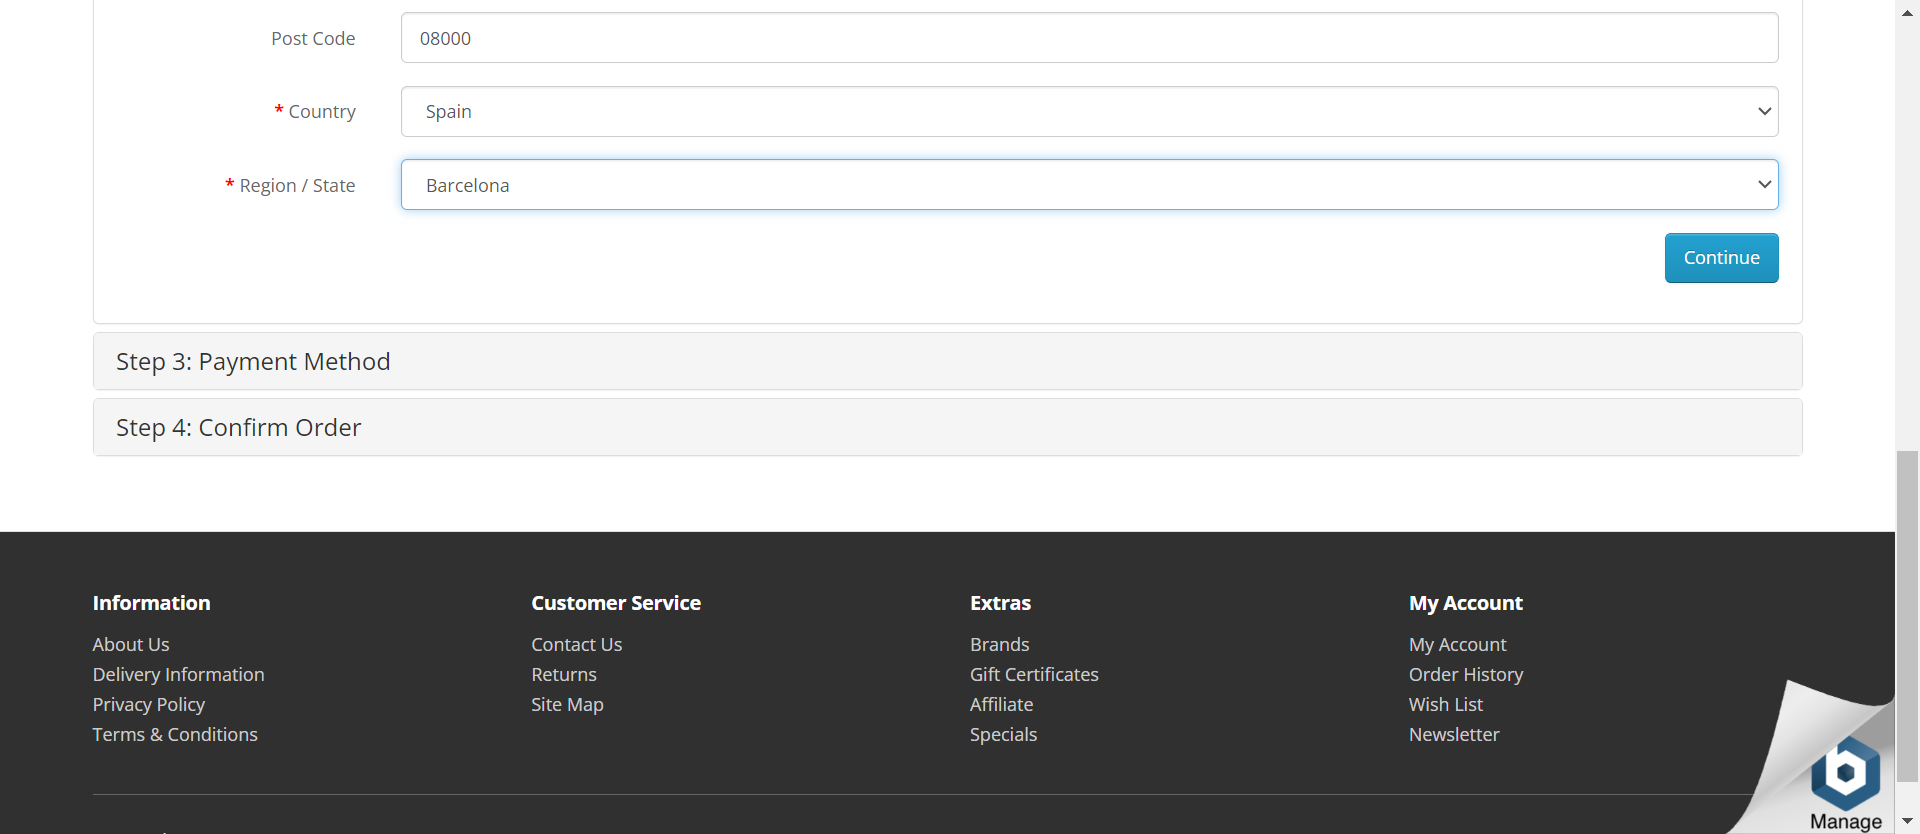 Post Code
08000
* Country
Spain
* Region / State
Barcelona
Continue
Step 3: Payment Method
Step 4: Confirm Order
Information
About Us
Delivery Information
Privacy Policy
Terms & Conditions
Customer Service
Contact Us
Returns
Site Map
Extras
Brands
Gift Certificates
Affiliate
Specials
My Account
My Account
Order History
Wish List
Newsletter
b
Manage